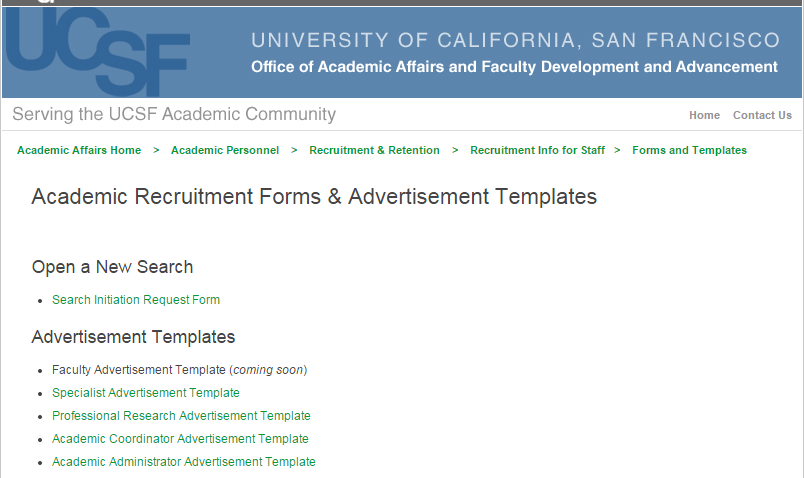 UCSF
UNIVERSITY OF CALIFORNIA, SAN FRANCISCO
Office of Academic Affairs and Faculty Development and Advancement
Serving the UCSF Academic Community
Home Contact Us
Academic Affairs Home > Academic Personnel > Recruitment & Retention > Recruitment Info for Staff > Forms and Templates
Academic Recruitment Forms & Advertisement Templates
Open a New Search
• Search Initiation Request Form
Advertisement Templates
• Faculty Advertisement Template (coming soon)
• Specialist Advertisement Template
• Professional Research Advertisement Template
• Academic Coordinator Advertisement Template
• Academic Administrator Advertisement Template